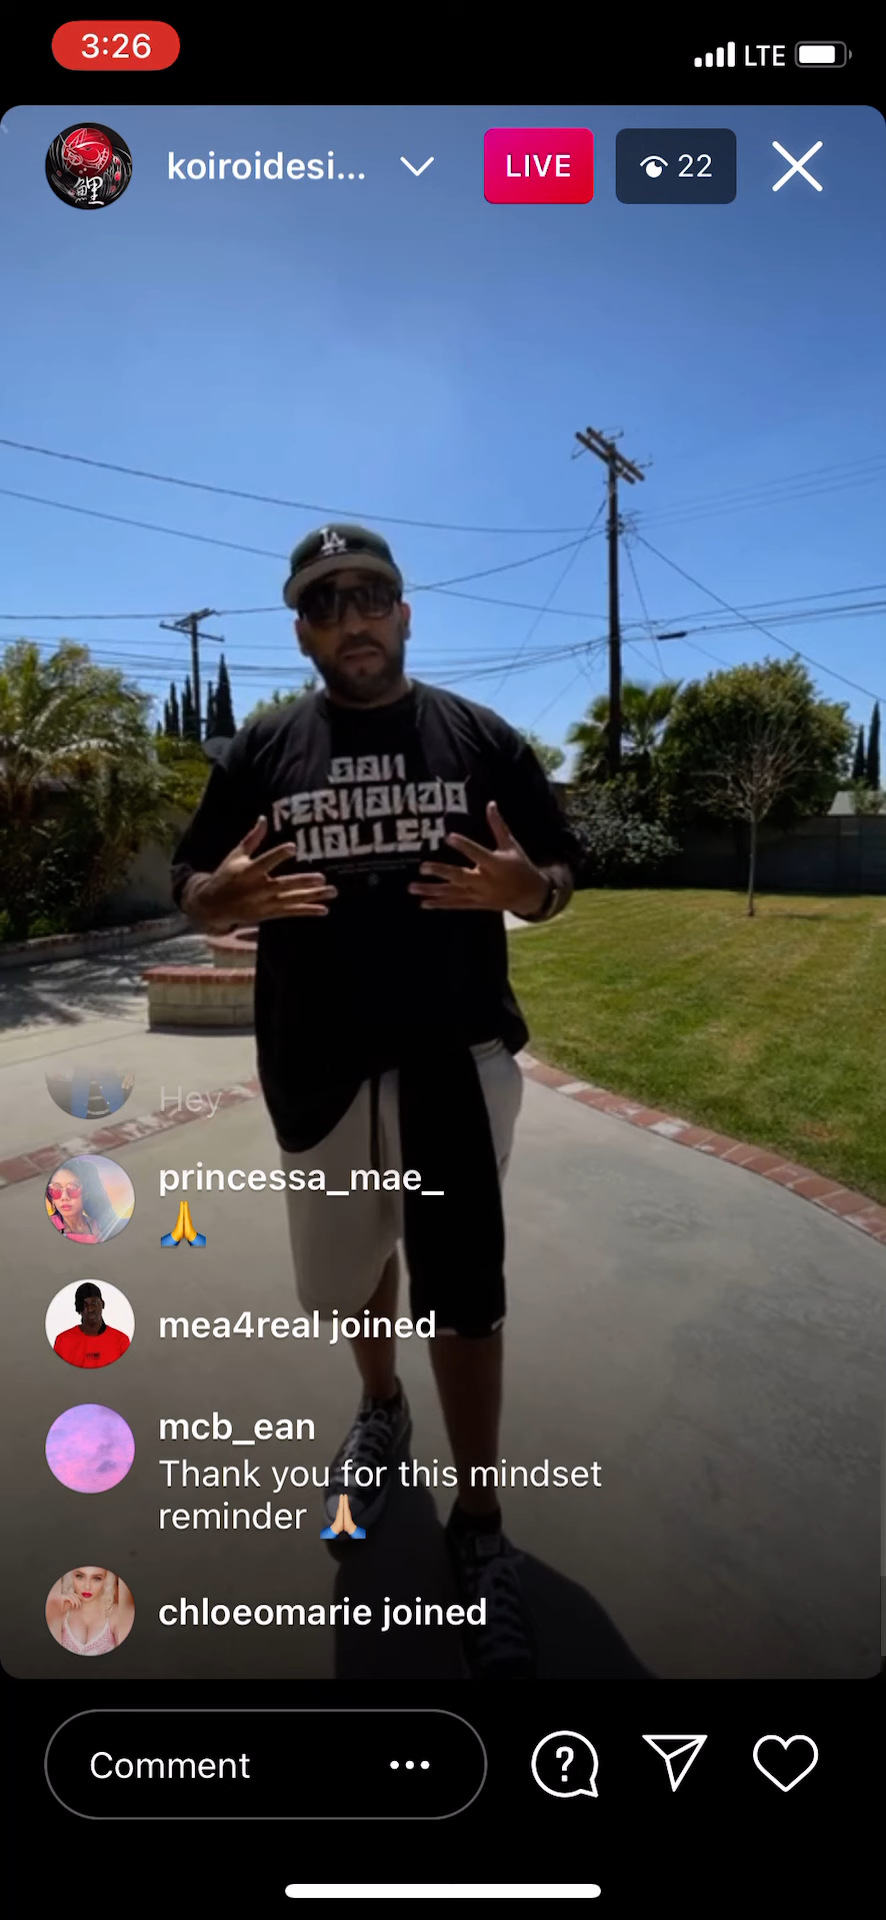 3:26
LTE
koiroidesi...
LIVE
22
鯉
LA
SAN
FERNANDO
VALLEY
Hey
princessa_mae_
🙏
mea4real joined
mcb_ean
Thank you for this mindset
reminder 🙏🏼
chloeomarie joined
Comment